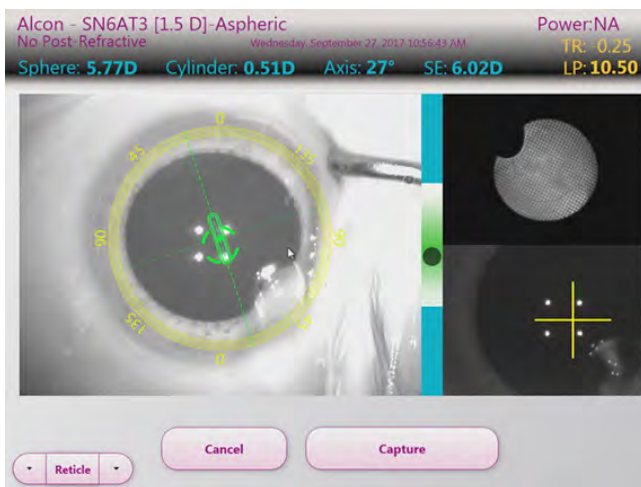 Alcon - SN6AT3 [1.5 D]-Aspheric Power:NA
No Post-Refractive Wednesday, September 27, 2017 10:56:43 AM TR: -0.25
Sphere: 5.77D Cylinder: 0.51D Axis: 27° SE: 6.02D LP: 10.50
0
45 135
90 90
135 45
0
Cancel Capture
Reticle